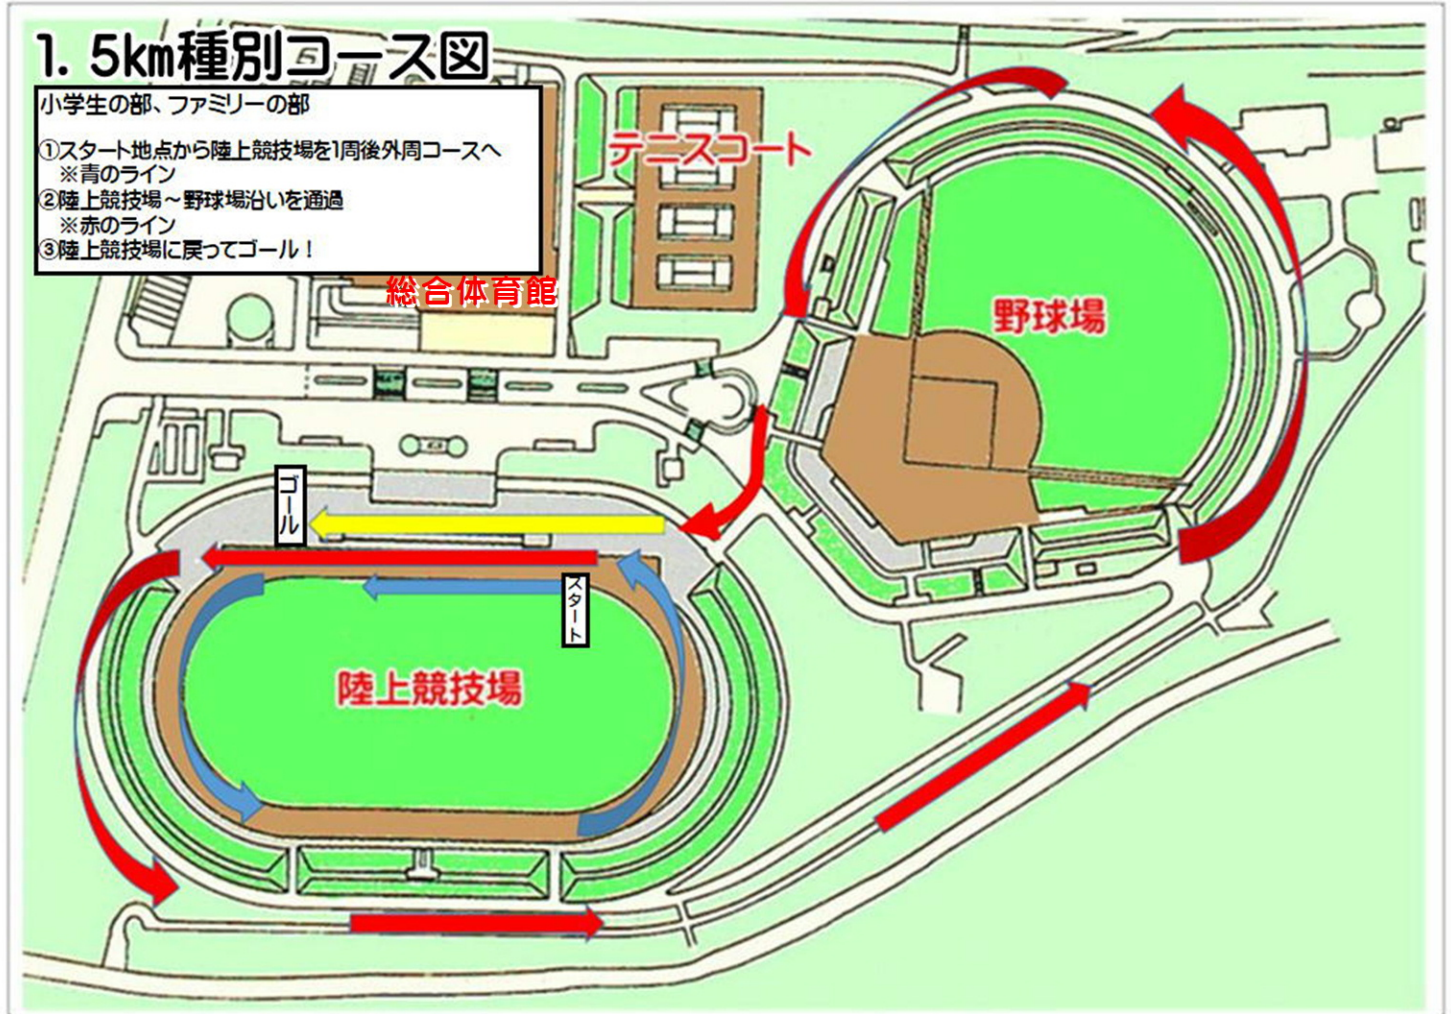 1．5km種別コース図
小学生の部、ファミリーの部
①スタート地点から陸上競技場を1周後外周コースへ
※青のライン
②陸上競技場～野球場沿いを通過
※赤のライン
③陸上競技場に戻ってゴール！
テニスコート
総合体育館
野球場
ゴール
スタート
陸上競技場